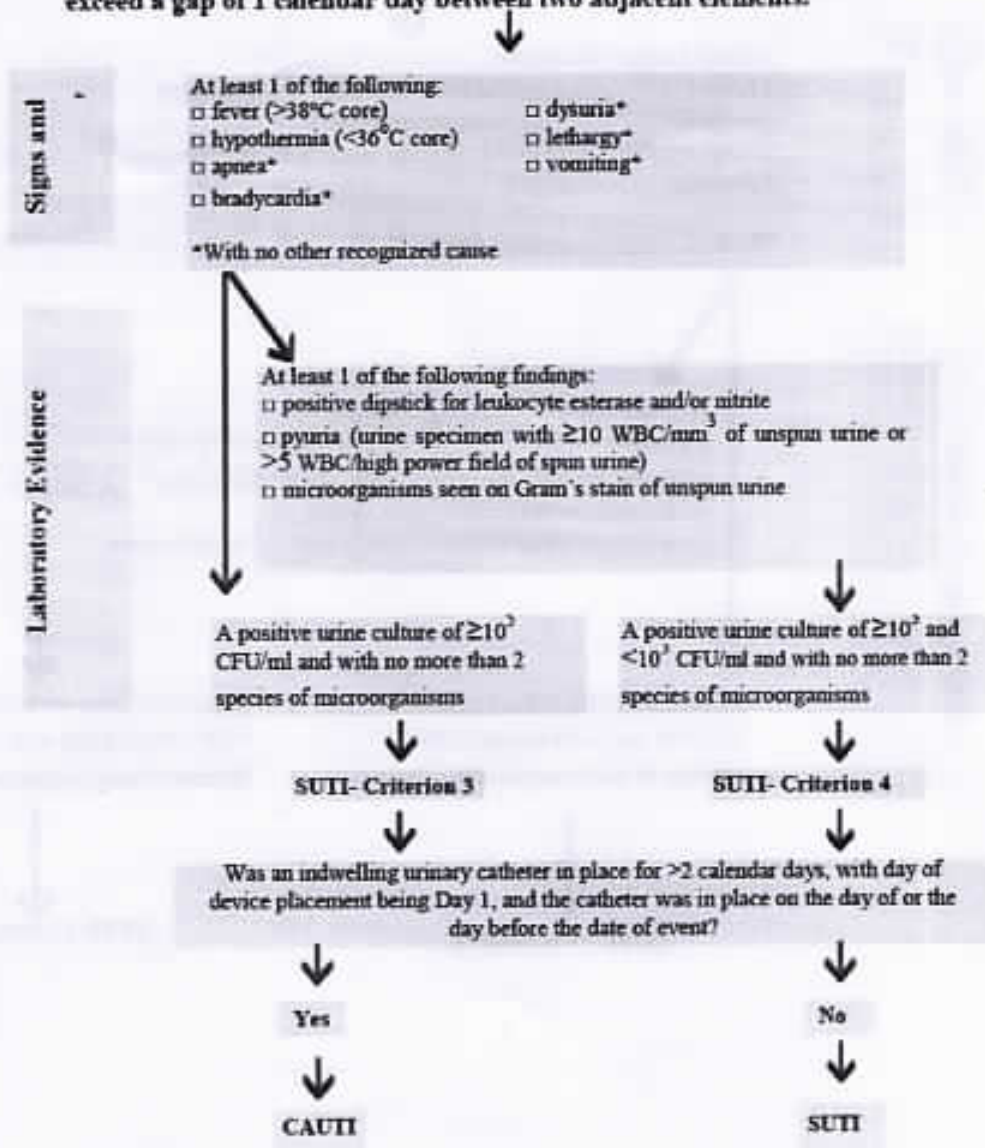 exceed a gap of 1 calendar day between two adjacent elements.
Signs and
At least 1 of the following:
□ fever (>38°C core)
□ hypothermia (<36°C core)
□ apnea*
□ bradycardia*
□ dysuria*
□ lethargy*
□ vomiting*
*With no other recognized cause
Laboratory Evidence
At least 1 of the following findings:
□ positive dipstick for leukocyte esterase and/or nitrite
□ pyuria (urine specimen with ≥10 WBC/mm³ of unspun urine or
>5 WBC/high power field of spun urine)
□ microorganisms seen on Gram's stain of unspun urine
A positive urine culture of
CFU/ml and with no more than 2
species of microorganisms
A positive urine culture of and
CFU/ml and with no more than 2
species of microorganisms
SUTI- Criterion 3
SUTI- Criterion 4
Was an indwelling urinary catheter in place for >2 calendar days, with day of
device placement being Day 1, and the catheter was in place on the day of or the
day before the date of event?
Yes
No
CAUTI
SUTI